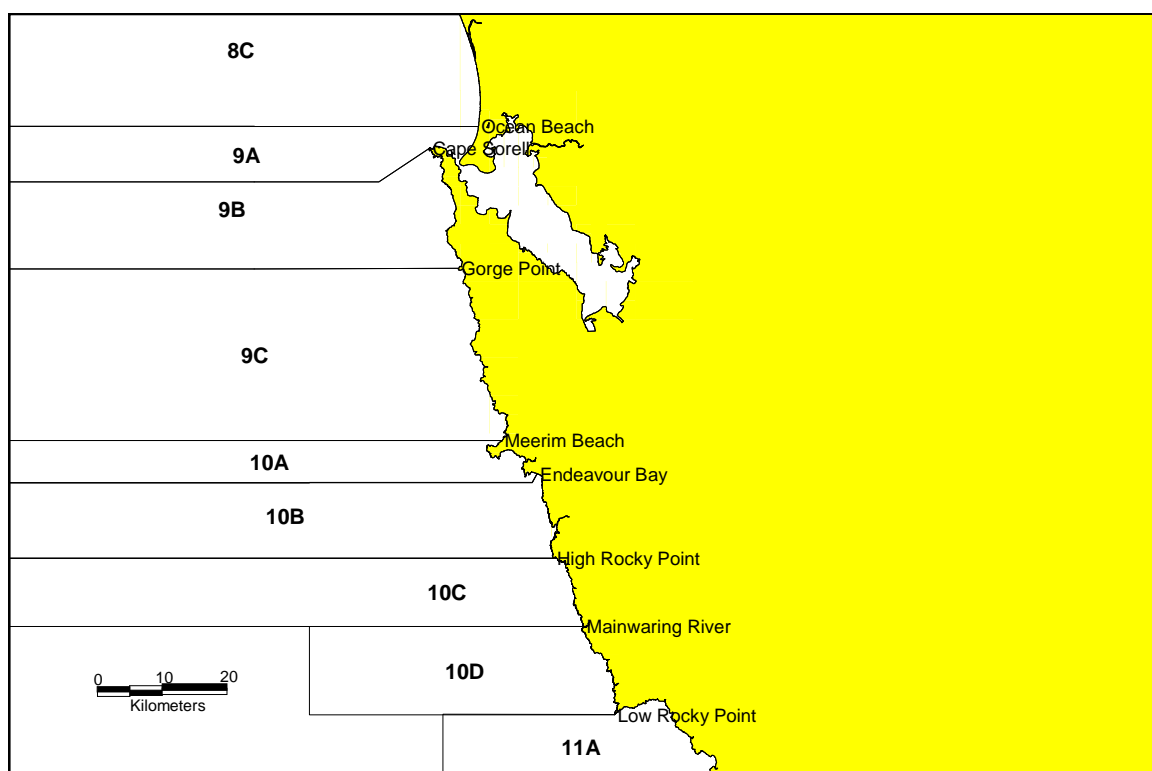 8C
Ocean Beach
Cape Sorell
9A
9B
Gorge Point
9C
Meerim Beach
10A
Endeavour Bay
10B
High Rocky Point
10C
Mainwaring River
10D
0 10 20
Kilometers
Low Rocky Point
11A